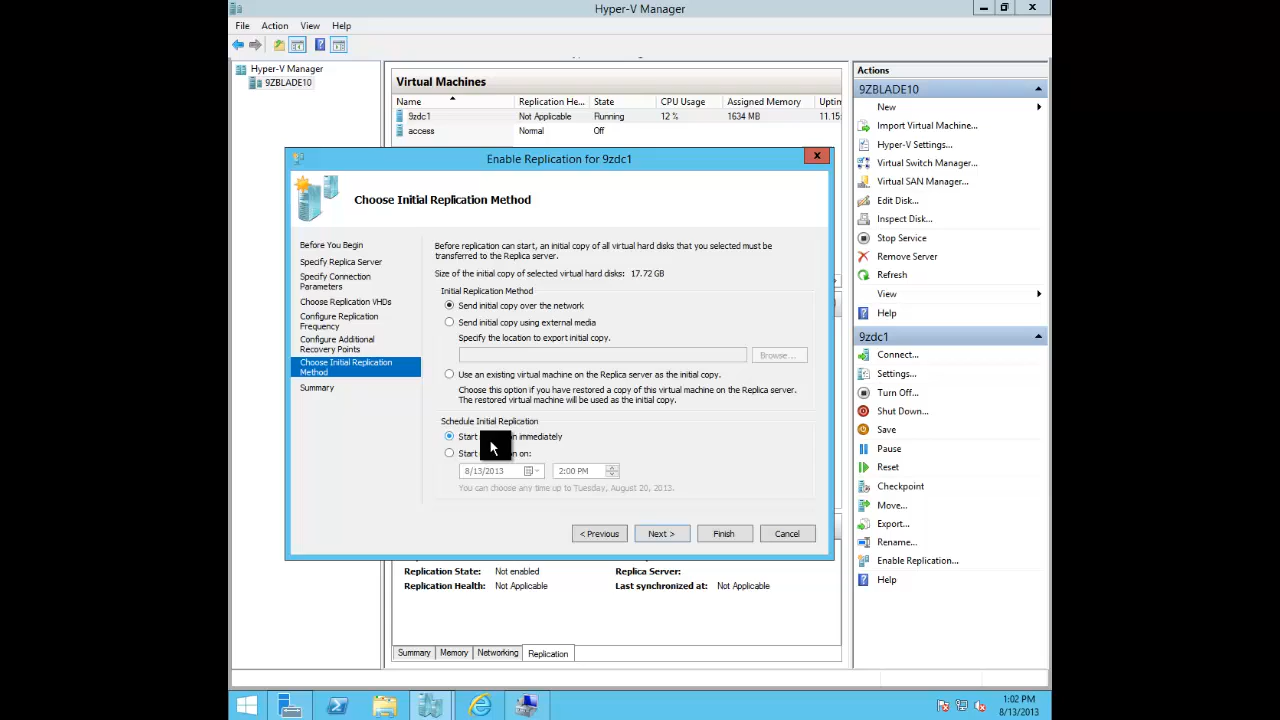 Hyper-V Manager
File Action View Help
Hyper-V Manager
9ZBLADE10
Virtual Machines
Name Replication He... State CPU Usage Assigned Memory Uptim
9zdc1 Not Applicable Running 12 % 1634 MB 11.15:
access Normal Off
Enable Replication for 9zdc1
Choose Initial Replication Method
Before You Begin
Specify Replica Server
Specify Connection
Parameters
Choose Replication VHDs
Configure Replication
Frequency
Configure Additional
Recovery Points
Choose Initial Replication
Method
Summary
Before replication can start, an initial copy of all virtual hard disks that you selected must be
transferred to the Replica server.
Size of the initial copy of selected virtual hard disks: 17.72 GB
Initial Replication Method
Send initial copy over the network
Send initial copy using external media
Specify the location to export initial copy.
Browse...
Use an existing virtual machine on the Replica server as the initial copy.
Choose this option if you have restored a copy of this virtual machine on the Replica server.
The restored virtual machine will be used as the initial copy.
Schedule Initial Replication
Start immediately
Start on:
8/13/2013 2:00 PM
You can choose any time up to Tuesday, August 20, 2013.
< Previous Next > Finish Cancel
Replication State: Not enabled Replica Server:
Replication Health: Not Applicable Last synchronized at: Not Applicable
Summary Memory Networking Replication
Actions
9ZBLADE10
New
Import Virtual Machine...
Hyper-V Settings...
Virtual Switch Manager...
Virtual SAN Manager...
Edit Disk...
Inspect Disk...
Stop Service
Remove Server
Refresh
View
Help
9zdc1
Connect...
Settings...
Turn Off...
Shut Down...
Save
Pause
Reset
Checkpoint
Move...
Export...
Rename...
Enable Replication...
Help
1:02 PM
8/13/2013